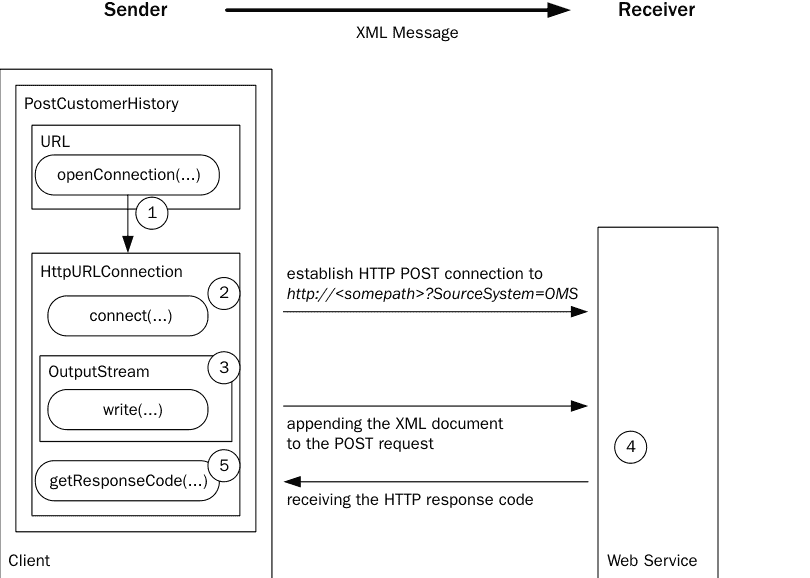 Sender
Receiver
XML Message
PostCustomerHistory
URL
openConnection(...)
1
HttpURLConnection
2
connect(...)
establish HTTP POST connection to
http://<somepath>?SourceSystem=OMS
3
OutputStream
write(...)
appending the XML document
to the POST request
4
5
getResponseCode(...)
receiving the HTTP response code
Client
Web Service